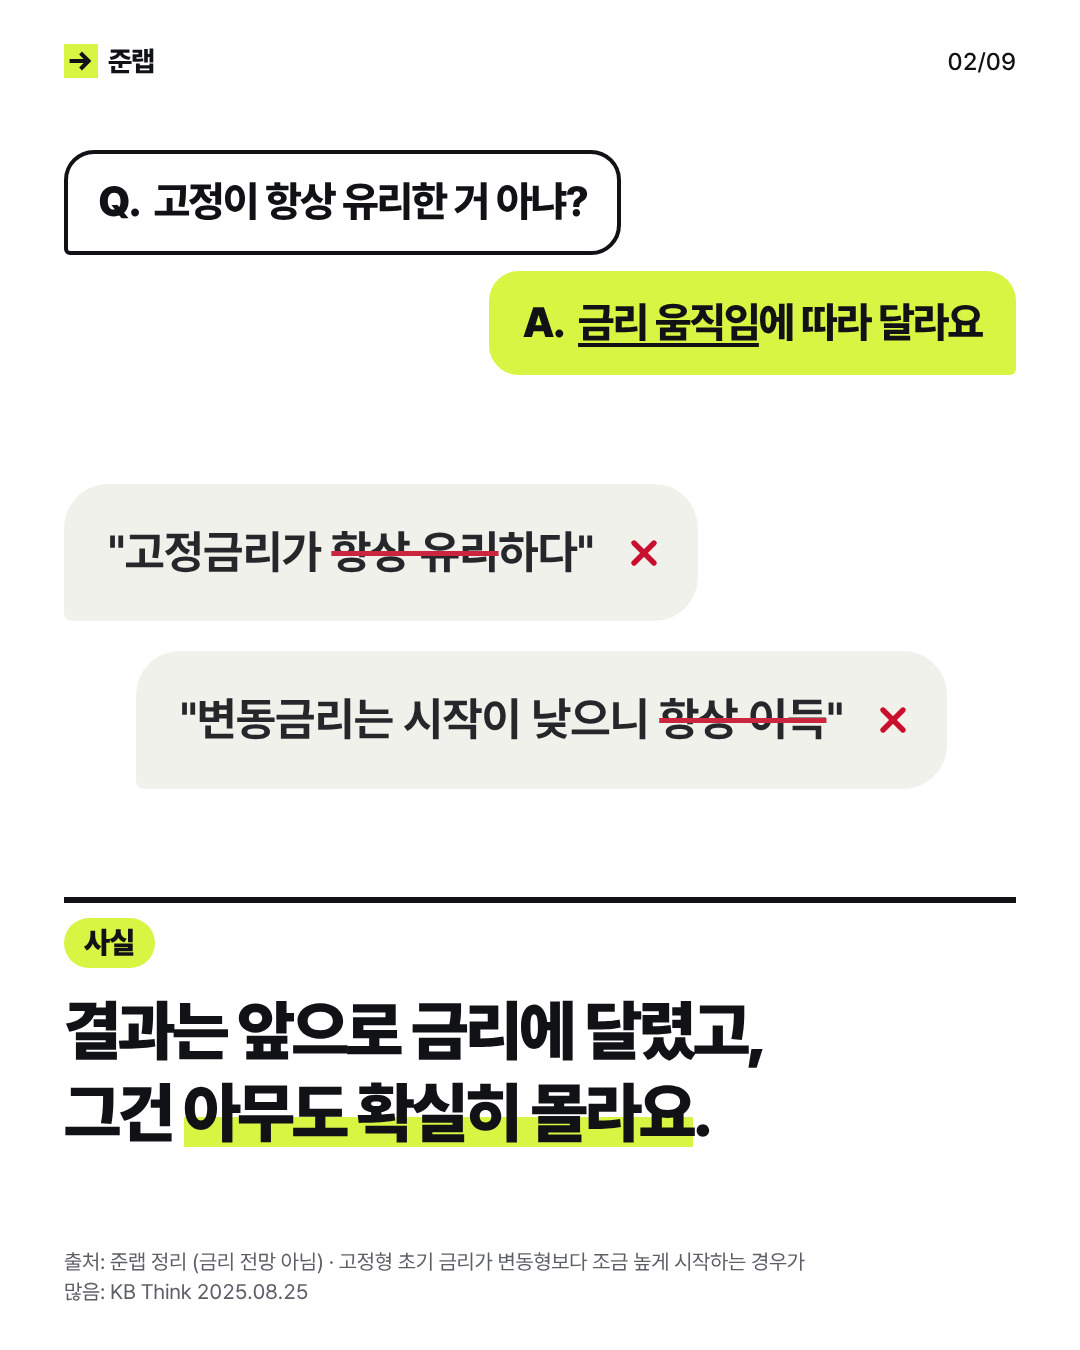 준랩
02/09
Q. 고정이 항상 유리한 거 아냐?
A. 금리 움직임에 따라 달라요
"고정금리가 항상 유리하다"
"변동금리는 시작이 낮으니 항상 이득"
사실
결과는 앞으로 금리에 달렸고,
그건 아무도 확실히 몰라요.
출처: 준랩 정리 (금리 전망 아님) · 고정형 초기 금리가 변동형보다 조금 높게 시작하는 경우가
많음: KB Think 2025.08.25